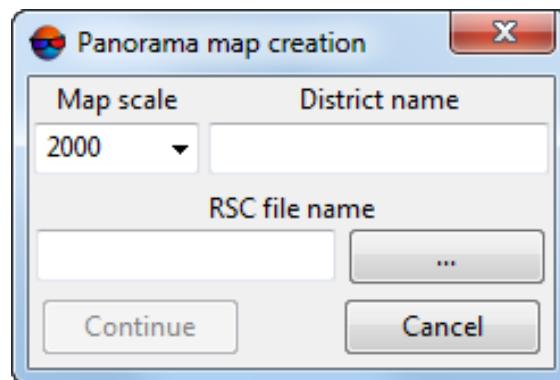 Panorama map creation
Map scale District name
2000
RSC file name
...
Continue Cancel